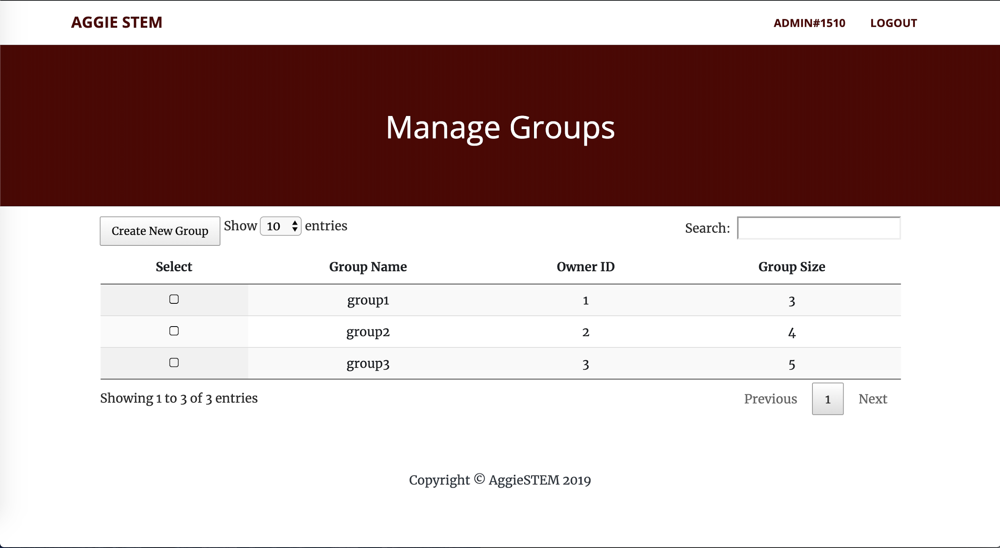 AGGIE STEM ADMIN#1510 LOGOUT
Manage Groups
Create New Group Show 10 entries Search:
Select Group Name Owner ID Group Size
group1 1 3
group2 2 4
group3 3 5
Showing 1 to 3 of 3 entries Previous 1 Next
Copyright © AggieSTEM 2019